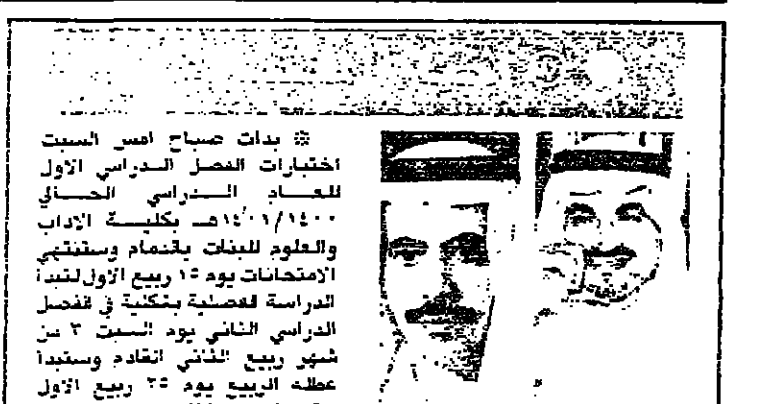 بدأت صباح امس السبت
اختبارات الفصل الدراسي الاول
للعام الدراسي الحالي
١٤٠١/١٤٠٠هـ بكلية الاداب
والعلوم للبنات بالدمام وستنتهي
الامتحانات يوم ١٥ ربيع الاول لتبدأ
الدراسة الفصلية بالكلية في الفصل
الدراسي الثاني يوم السبت ٣ من
شهر ربيع الثاني القادم وستبدأ
عطلة الربيع يوم ٢٥ ربيع الاول